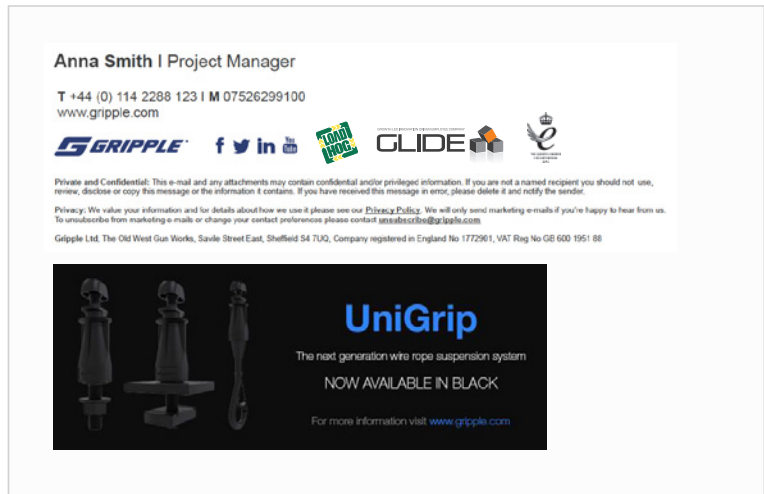 Anna Smith I Project Manager
T +44 (0) 114 2288 123 I M 07526299100
www.gripple.com
GRIPPLE
f in You Tube
LOAD HOG
GLIDE
Private and Confidential: This e-mail and any attachments may contain confidential and/or privileged information. If you are not a named recipient you should not use,
review, disclose or copy this message or the information it contains. If you have received this message in error, please delete it and notify the sender.
Privacy: We value your information and for details about how we use it please see our Privacy Policy. We will only send marketing e-mails if you're happy to hear from us.
To unsubscribe from marketing e-mails or change your contact preferences please contact unsubscribe@gripple.com
Gripple Ltd, The Old West Gun Works, Savile Street East, Sheffield S4 7UQ, Company registered in England No 1772901, VAT Reg No GB 600 1951 88
UniGrip
The next generation wire rope suspension system
NOW AVAILABLE IN BLACK
For more information visit www.gripple.com